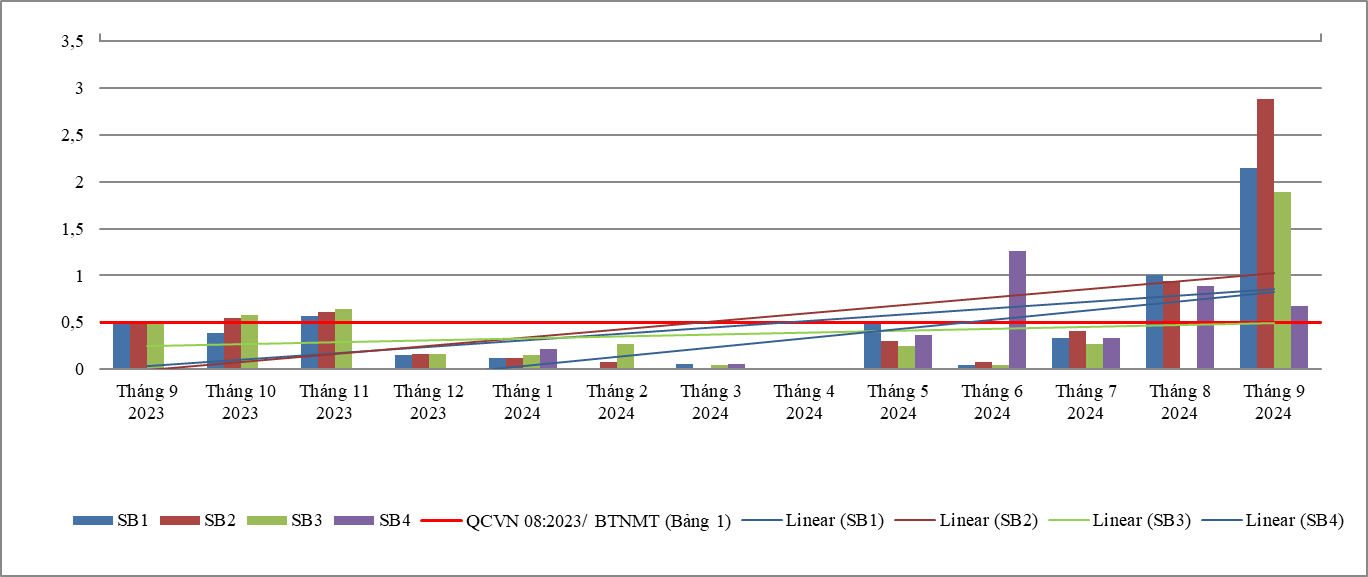 3,5
3
2,5
2
1,5
1
0,5
0
Tháng 9 Tháng 10 Tháng 11 Tháng 12 Tháng 1 Tháng 2 Tháng 3 Tháng 4 Tháng 5 Tháng 6 Tháng 7 Tháng 8 Tháng 9
2023 2023 2023 2023 2024 2024 2024 2024 2024 2024 2024 2024 2024
SB1 SB2 SB3 SB4 QCVN 08:2023/ BTNMT (Bảng 1) Linear (SB1) Linear (SB2) Linear (SB3) Linear (SB4)